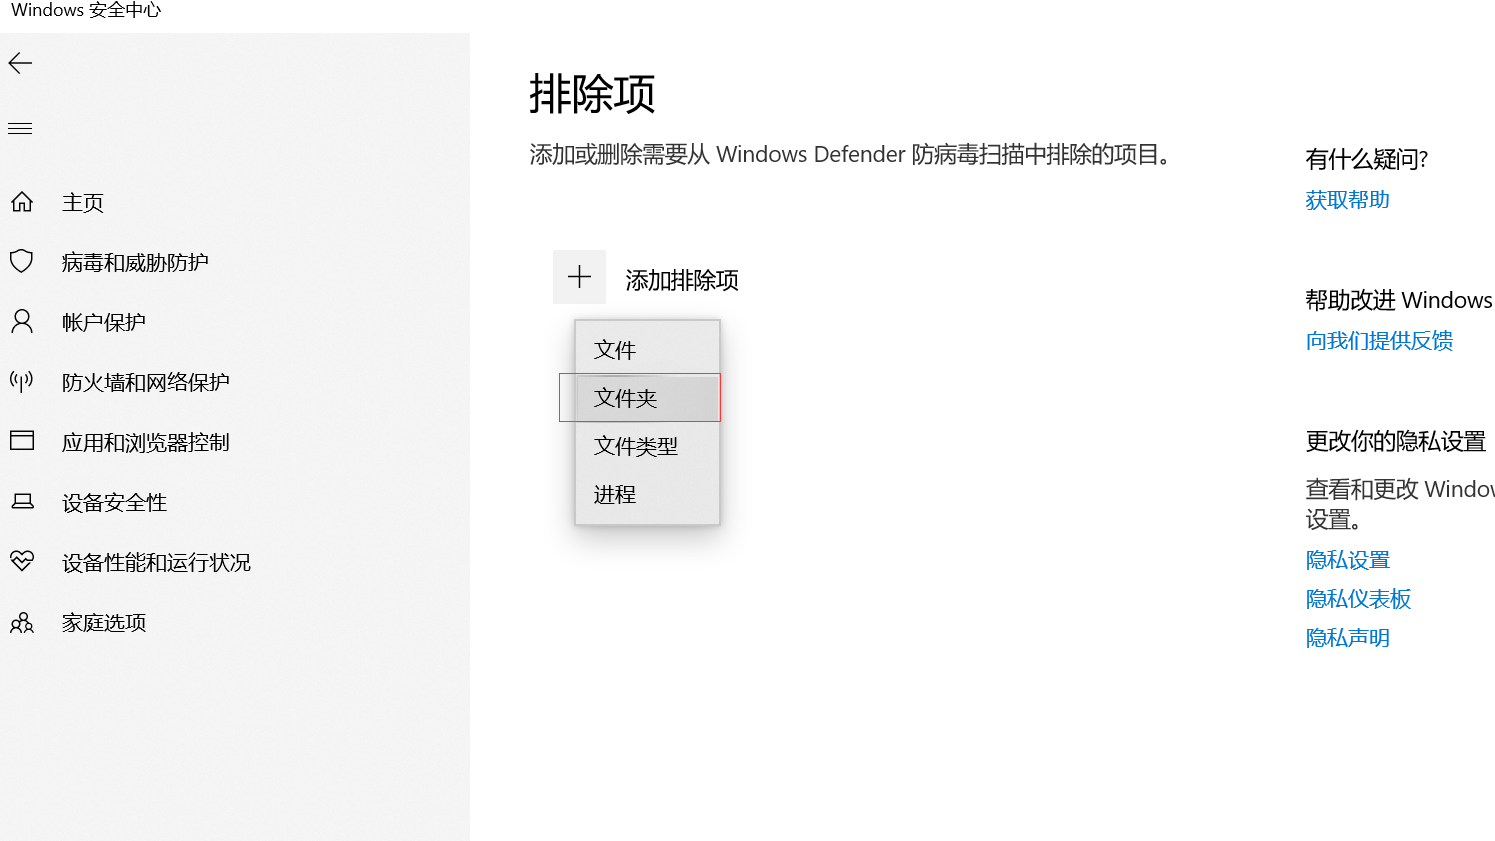 Windows 安全中心
主页
病毒和威胁防护
帐户保护
防火墙和网络保护
应用和浏览器控制
设备安全性
设备性能和运行状况
家庭选项
排除项
添加或删除需要从 Windows Defender 防病毒扫描中排除的项目。
添加排除项
文件
文件夹
文件类型
进程
有什么疑问?
获取帮助
帮助改进 Windows
向我们提供反馈
更改你的隐私设置
查看和更改 Window
设置。
隐私设置
隐私仪表板
隐私声明